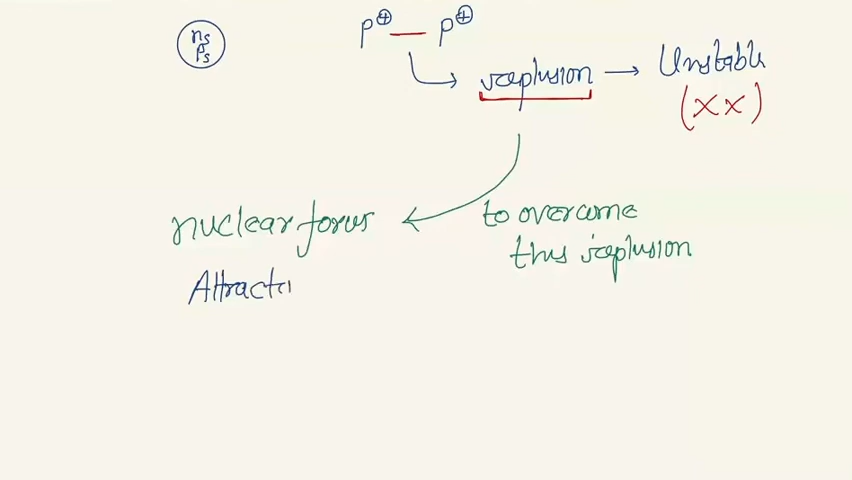 ns
Ps
P⊕ — P⊕
repulsion → Unstable
(XX)
nuclear forces ← to overcome
this repulsion
Attracti